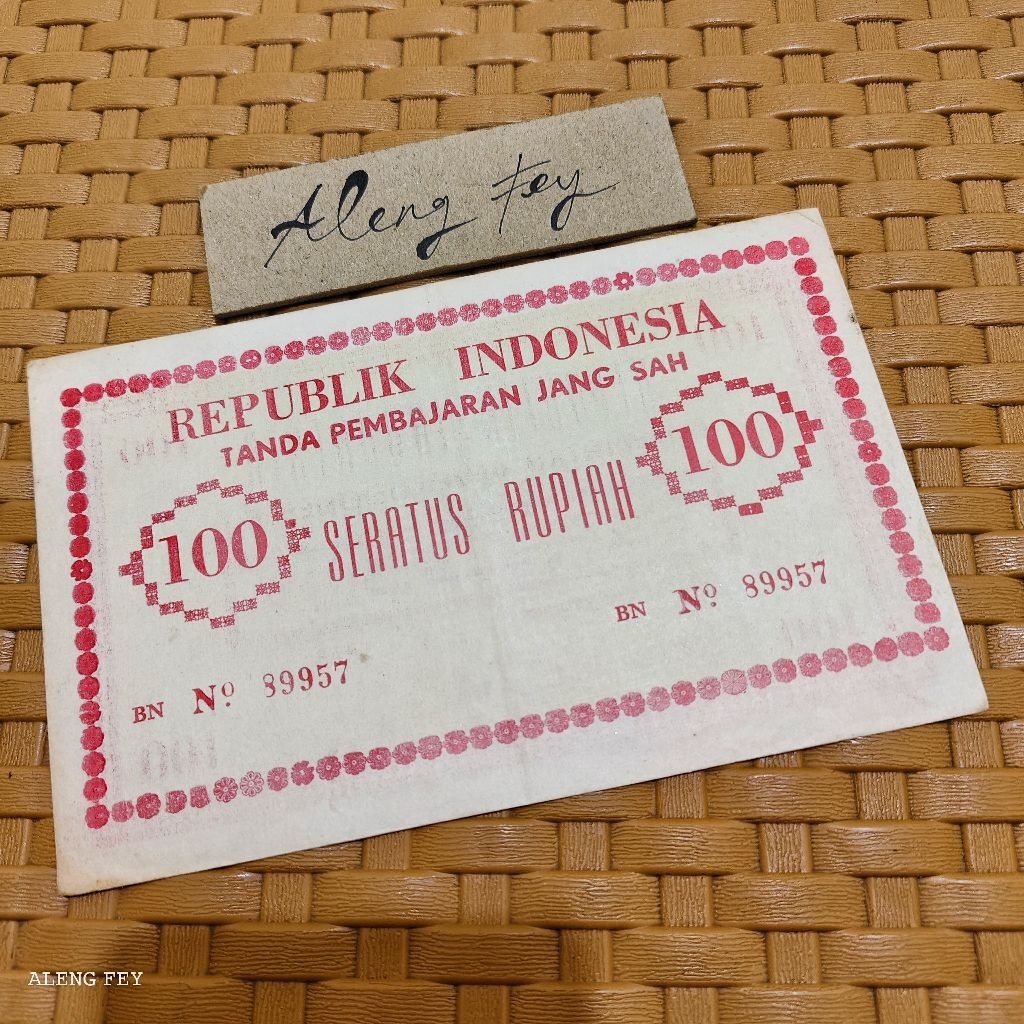 Aleng Fey
REPUBLIK INDONESIA
TANDA PEMBAJARAN JANG SAH
100 SERATUS RUPIAH 100
BN Nº 89957
BN Nº 89957
ALENG FEY